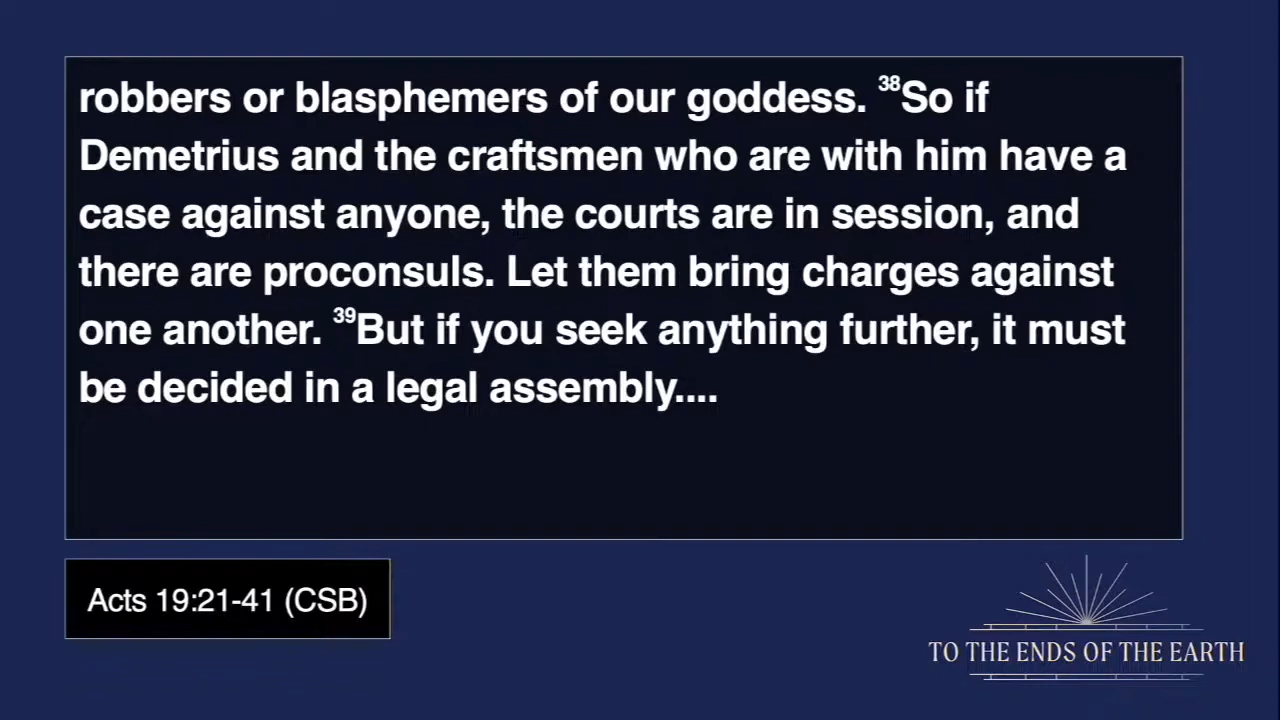 robbers or blasphemers of our goddess. 38So if
Demetrius and the craftsmen who are with him have a
case against anyone, the courts are in session, and
there are proconsuls. Let them bring charges against
one another. 39But if you seek anything further, it must
be decided in a legal assembly....
Acts 19:21-41 (CSB)
TO THE ENDS OF THE EARTH